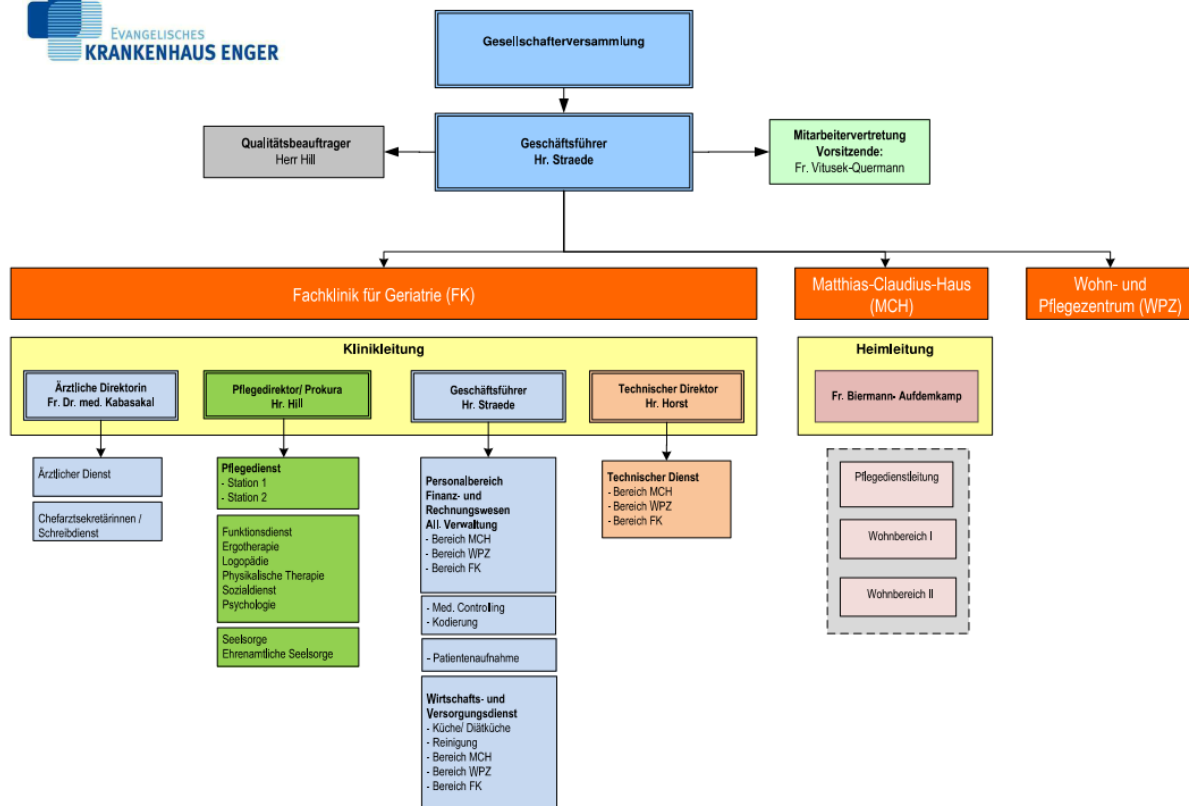 EVANGELISCHES
KRANKENHAUS ENGER
Gesellschafterversammlung
Qualitätsbeauftrager
Herr Hill
Geschäftsführer
Hr. Straede
Mitarbeitervertretung
Vorsitzende:
Fr. Vitusek-Quermann
Fachklinik für Geriatrie (FK)
Matthias-Claudius-Haus
(MCH)
Wohn- und
Pflegezentrum (WPZ)
Klinikleitung
Ärztliche Direktorin
Fr. Dr. med. Kabasakal
Pflegedirektor/ Prokura
Hr. Hill
Geschäftsführer
Hr. Straede
Technischer Direktor
Hr. Horst
Heimleitung
Fr. Biermann- Aufdemkamp
Ärztlicher Dienst
Chefarztsekretärinnen /
Schreibdienst
Pflegedienst
- Station 1
- Station 2
Funktionsdienst
Ergotherapie
Logopädie
Physikalische Therapie
Sozialdienst
Psychologie
Seelsorge
Ehrenamtliche Seelsorge
Personalbereich
Finanz- und
Rechnungswesen
All. Verwaltung
- Bereich MCH
- Bereich WPZ
- Bereich FK
- Med. Controling
- Kodierung
- Patientenaufnahme
Wirtschafts- und
Versorgungsdienst
- Küche/ Diätküche
- Reinigung
- Bereich MCH
- Bereich WPZ
- Bereich FK
Technischer Dienst
- Bereich MCH
- Bereich WPZ
- Bereich FK
Pflegedienstleitung
Wohnbereich I
Wohnbereich II